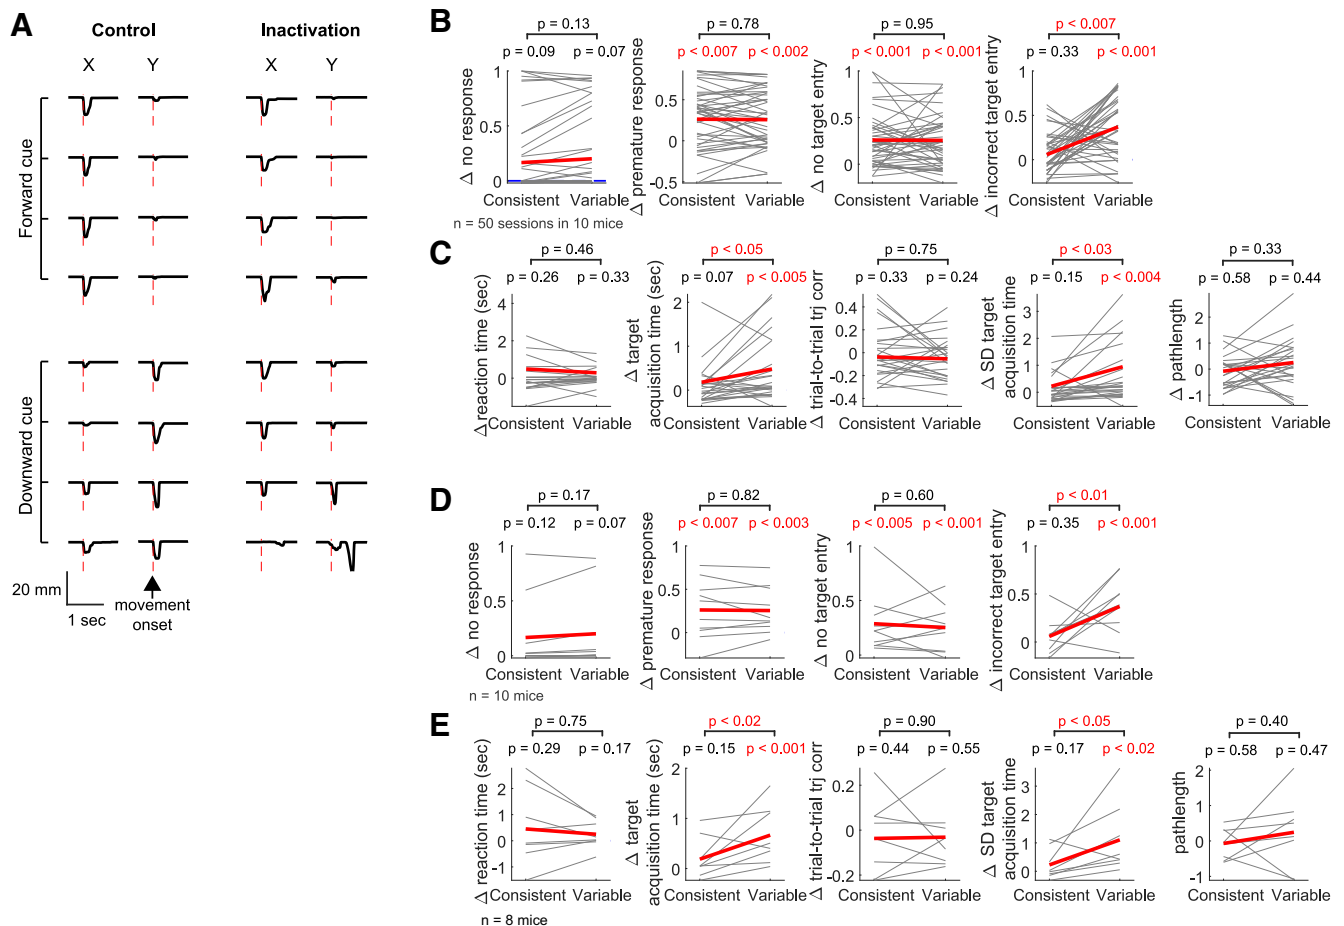 A
Control
Inactivation
X
Y
X
Y
Forward cue
Downward cue
20 mm
1 sec
movement
onset
B
p = 0.13
p = 0.09
p = 0.07
Δ no response
1
0.5
0
Consistent
Variable
n = 50 sessions in 10 mice
p = 0.78
p < 0.007
p < 0.002
Δ premature response
0.5
0
-0.5
Consistent
Variable
p = 0.95
p < 0.001
p < 0.001
Δ no target entry
1
0.5
0
Consistent
Variable
p < 0.007
p = 0.33
p < 0.001
Δ incorrect target entry
1
0.5
0
Consistent
Variable
C
p = 0.46
p = 0.26
p = 0.33
Δ reaction time (sec)
4
2
0
Consistent
Variable
p < 0.05
p = 0.07
p < 0.005
Δ target
acquisition time (sec)
2
1
0
Consistent
Variable
p = 0.75
p = 0.33
p = 0.24
Δ trial-to-trial trj corr
0.4
0.2
0
-0.2
-0.4
Consistent
Variable
p < 0.03
p = 0.15
p < 0.004
Δ SD target
acquisition time
3
2
1
0
Consistent
Variable
p = 0.33
p = 0.58
p = 0.44
Δ pathlength
2
1
0
-1
Consistent
Variable
D
p = 0.17
p = 0.12
p = 0.07
Δ no response
1
0.5
0
Consistent
Variable
n = 10 mice
p = 0.82
p < 0.007
p < 0.003
Δ premature response
1
0.5
0
Consistent
Variable
p = 0.60
p < 0.005
p < 0.001
Δ no target entry
1
0.5
0
Consistent
Variable
p < 0.01
p = 0.35
p < 0.001
Δ incorrect target entry
1
0.5
0
Consistent
Variable
E
p = 0.75
p = 0.29
p = 0.17
Δ reaction time (sec)
2
1
0
-1
Consistent
Variable
n = 8 mice
p < 0.02
p = 0.15
p < 0.001
Δ target
acquisition time (sec)
2
1
0
Consistent
Variable
p = 0.90
p = 0.44
p = 0.55
Δ trial-to-trial trj corr
0.2
0
-0.2
Consistent
Variable
p < 0.05
p = 0.17
p < 0.02
Δ SD target
acquisition time
3
2
1
0
Consistent
Variable
p = 0.40
p = 0.58
p = 0.47
pathlength
2
1
0
-1
Consistent
Variable